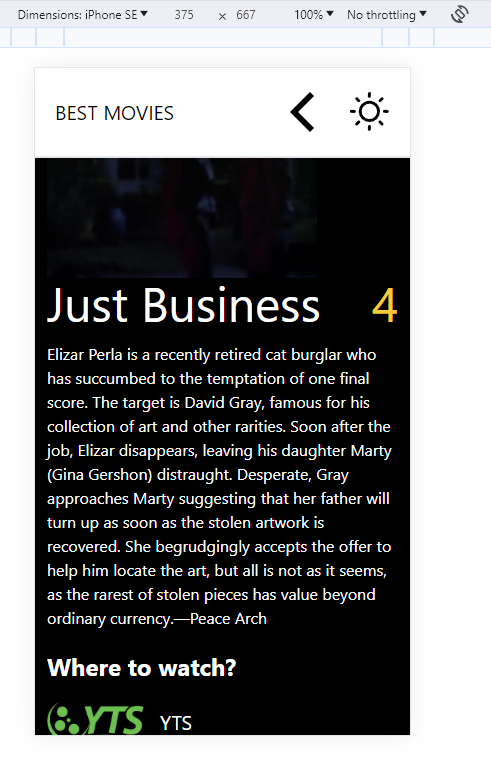 Dimensions: iPhone SE 375 × 667 100% No throttling
BEST MOVIES
Just Business 4
Elizar Perla is a recently retired cat burglar who
has succumbed to the temptation of one final
score. The target is David Gray, famous for his
collection of art and other rarities. Soon after the
job, Elizar disappears, leaving his daughter Marty
(Gina Gershon) distraught. Desperate, Gray
approaches Marty suggesting that her father will
turn up as soon as the stolen artwork is
recovered. She begrudgingly accepts the offer to
help him locate the art, but all is not as it seems,
as the rarest of stolen pieces has value beyond
ordinary currency.—Peace Arch
Where to watch?
YTS YTS